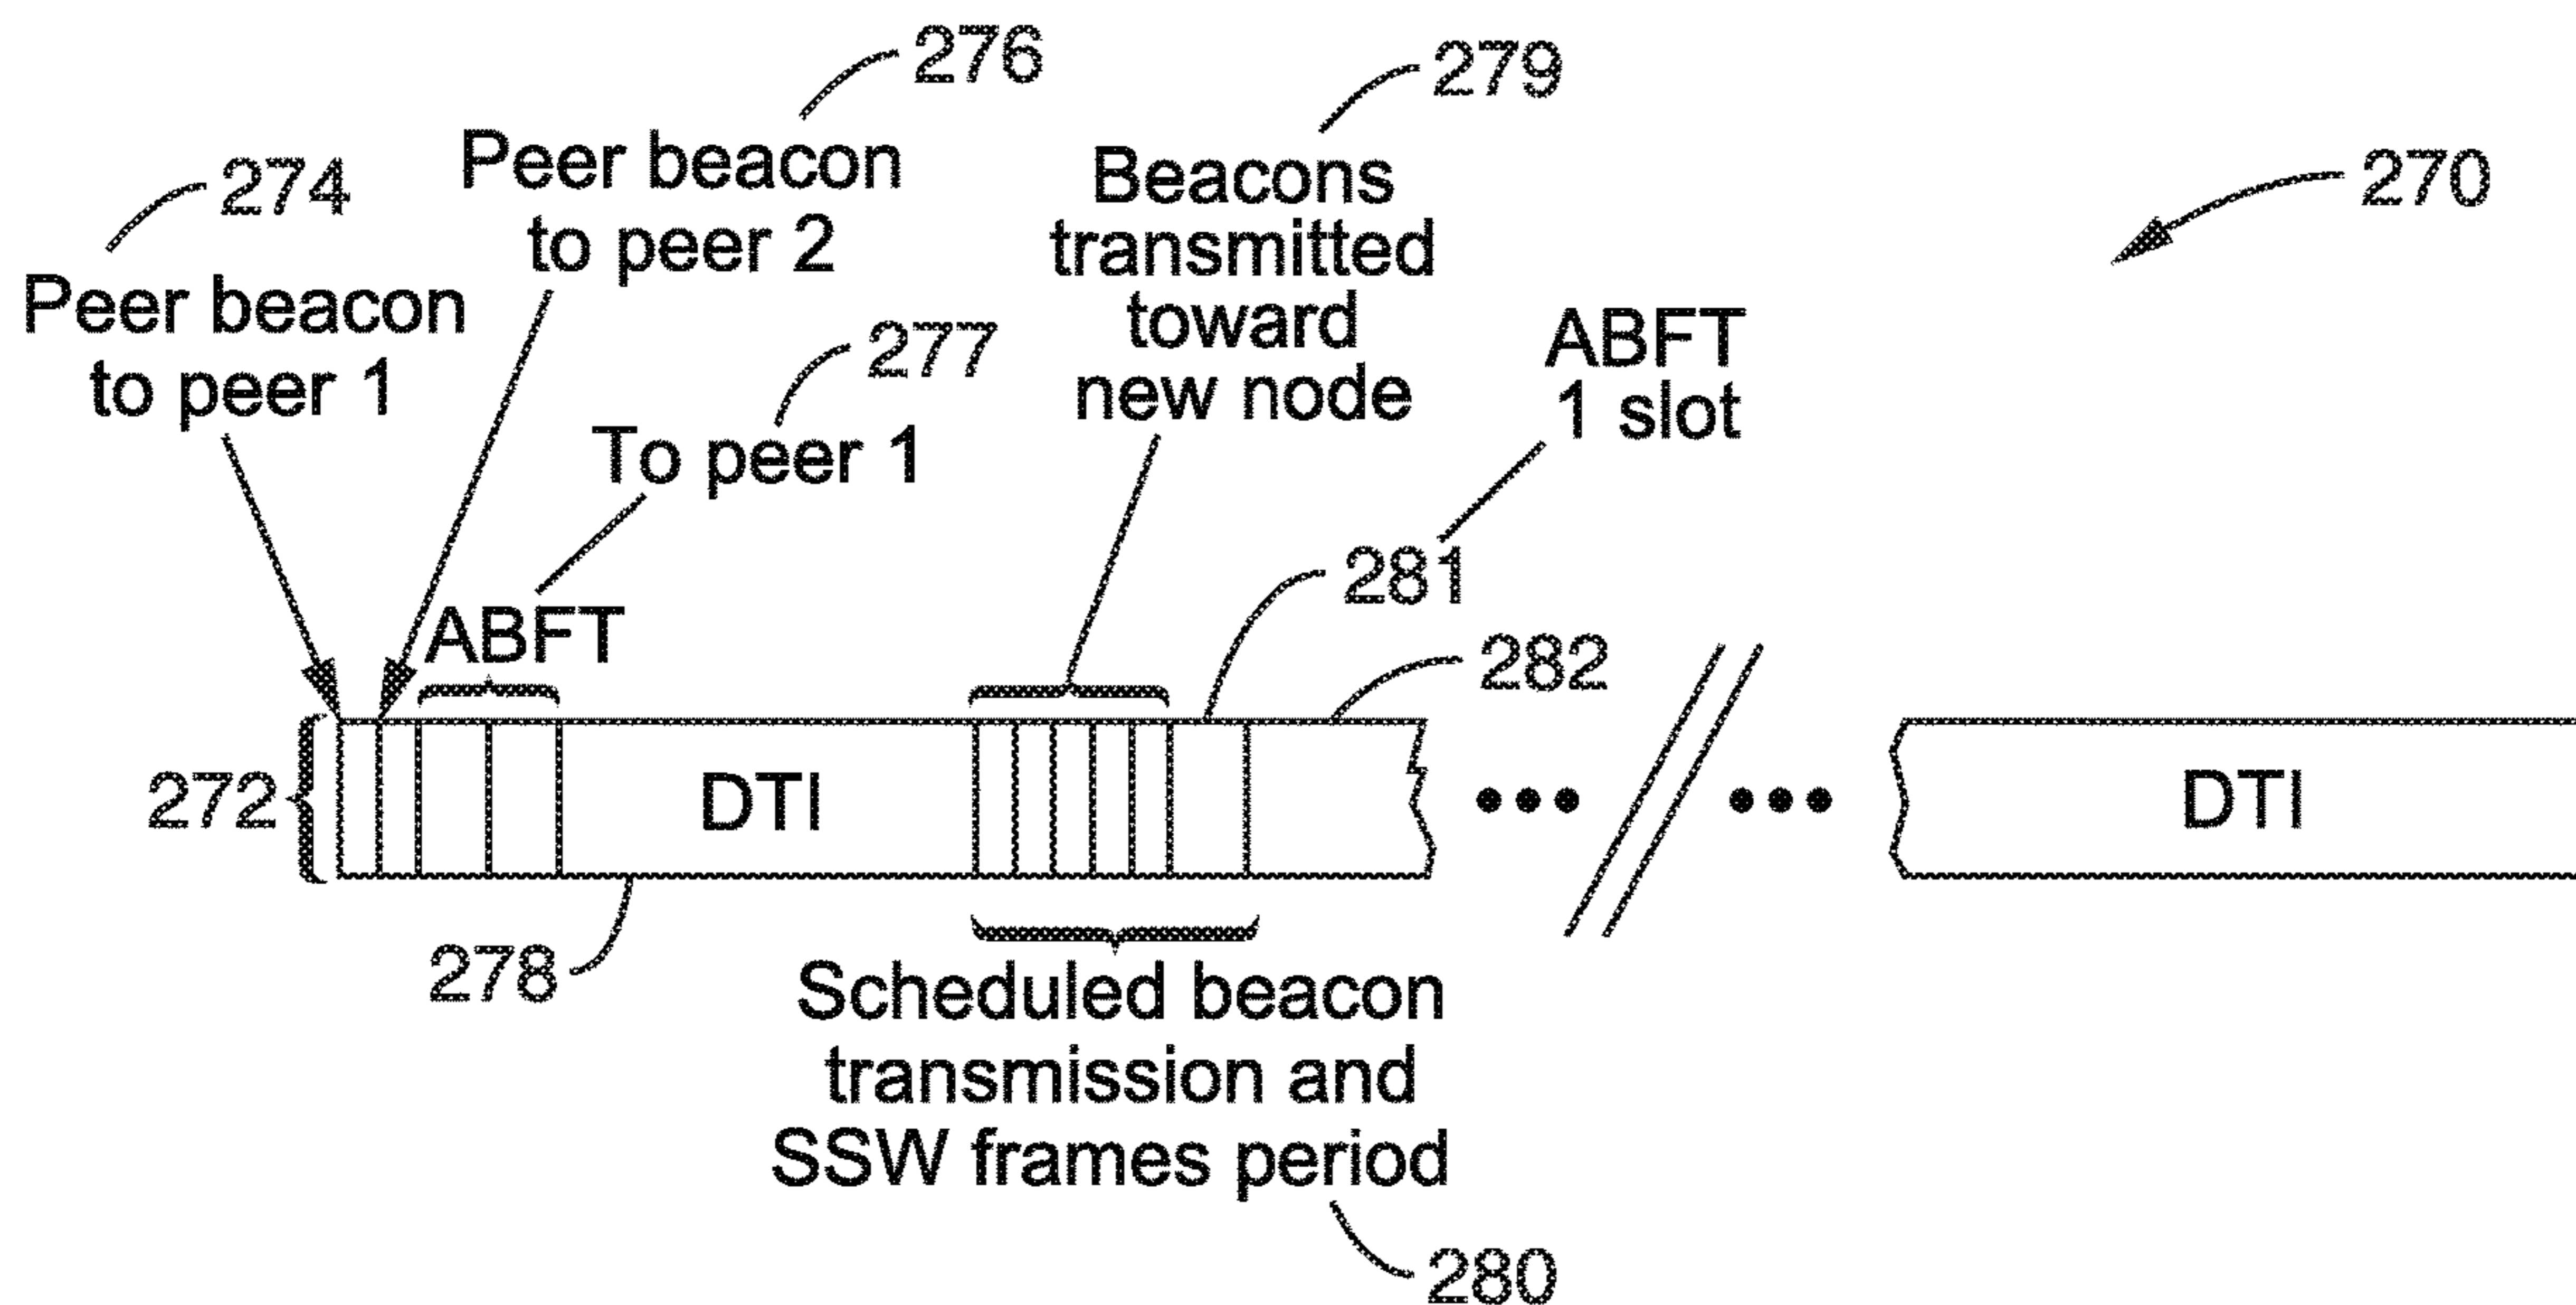 276
Peer beacon
to peer 2
279
Beacons
transmitted
toward
new node
270
274
Peer beacon
to peer 1
277
To peer 1
ABFT
1 slot
281
ABFT
282
272
DTI
DTI
278
Scheduled beacon
transmission and
SSW frames period
280